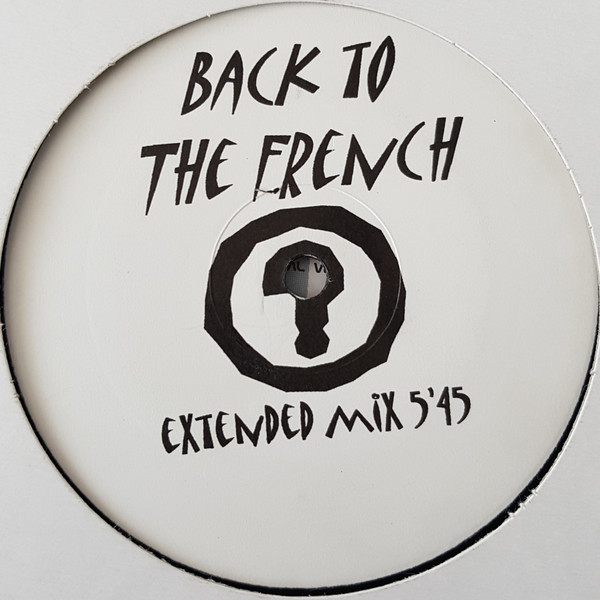 BACK TO
THE FRENCH
?
EXTENDED MiX 5'45